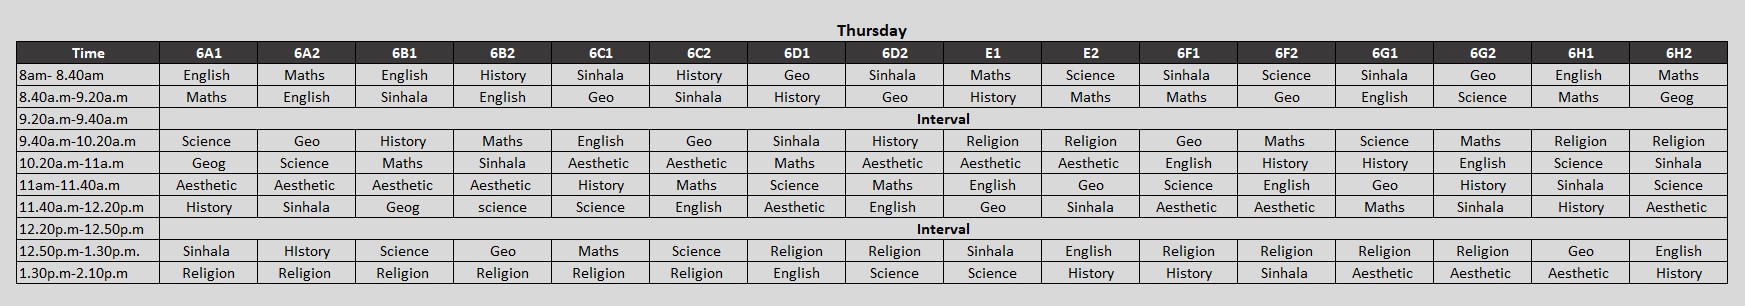 Thursday
Time 6A1 6A2 6B1 6B2 6C1 6C2 6D1 6D2 E1 E2 6F1 6F2 6G1 6G2 6H1 6H2
8am- 8.40am English Maths English History Sinhala History Geo Sinhala Maths Science Sinhala Science Sinhala Geo English Maths
8.40a.m-9.20a.m Maths English Sinhala English Geo Sinhala History Geo History Maths Maths Geo English Science Maths Geog
9.20a.m-9.40a.m Interval
9.40a.m-10.20a.m Science Geo History Maths English Geo Sinhala History Religion Religion Geo Maths Science Maths Religion Religion
10.20a.m-11a.m Geog Science Maths Sinhala Aesthetic Aesthetic Maths Aesthetic Aesthetic Aesthetic English History History English Science Sinhala
11am-11.40a.m Aesthetic Aesthetic Aesthetic Aesthetic History Maths Science Maths English Geo Science English Geo History Sinhala Science
11.40a.m-12.20p.m History Sinhala Geog science Science English Aesthetic English Geo Sinhala Aesthetic Aesthetic Maths Sinhala History Aesthetic
12.20p.m-12.50p.m Interval
12.50p.m-1.30p.m. Sinhala HIstory Science Geo Maths Science Religion Religion Sinhala English Religion Religion Religion Religion Geo English
1.30p.m-2.10p.m Religion Religion Religion Religion Religion Religion English Science Science History History Sinhala Aesthetic Aesthetic Aesthetic History